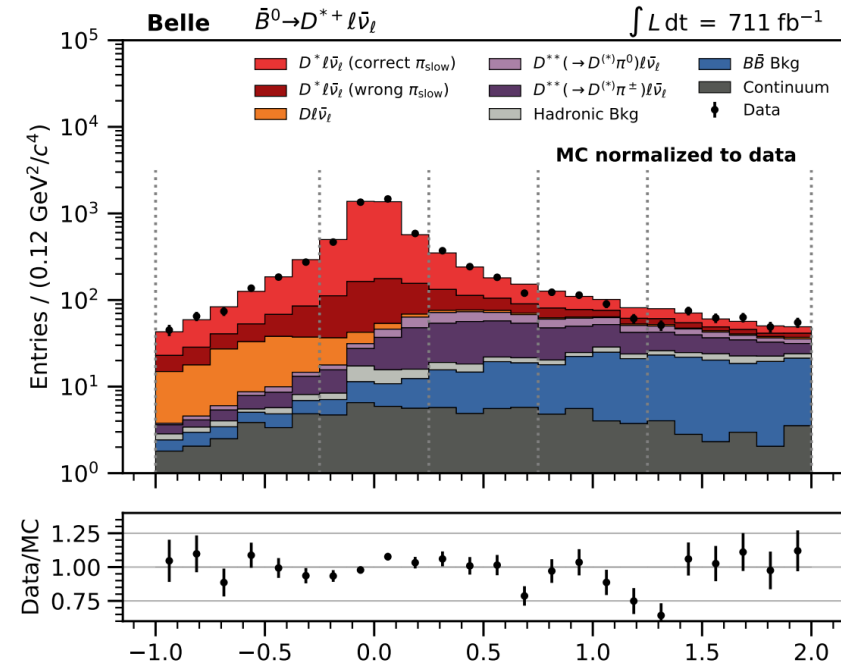 Belle B̄⁰→D*⁺ℓν̄ℓ ∫ L dt = 711 fb⁻¹
10⁵
10⁴
10³
10²
10¹
10⁰
Entries / (0.12 GeV²/c⁴)
D*ℓν̄ℓ (correct πslow)
D*ℓν̄ℓ (wrong πslow)
Dℓν̄ℓ
D**(→D⁽*⁾π⁰)ℓν̄ℓ
D**(→D⁽*⁾π±)ℓν̄ℓ
Hadronic Bkg
BB̄ Bkg
Continuum
Data
MC normalized to data
Data/MC
1.25
1.00
0.75
−1.0 −0.5 0.0 0.5 1.0 1.5 2.0